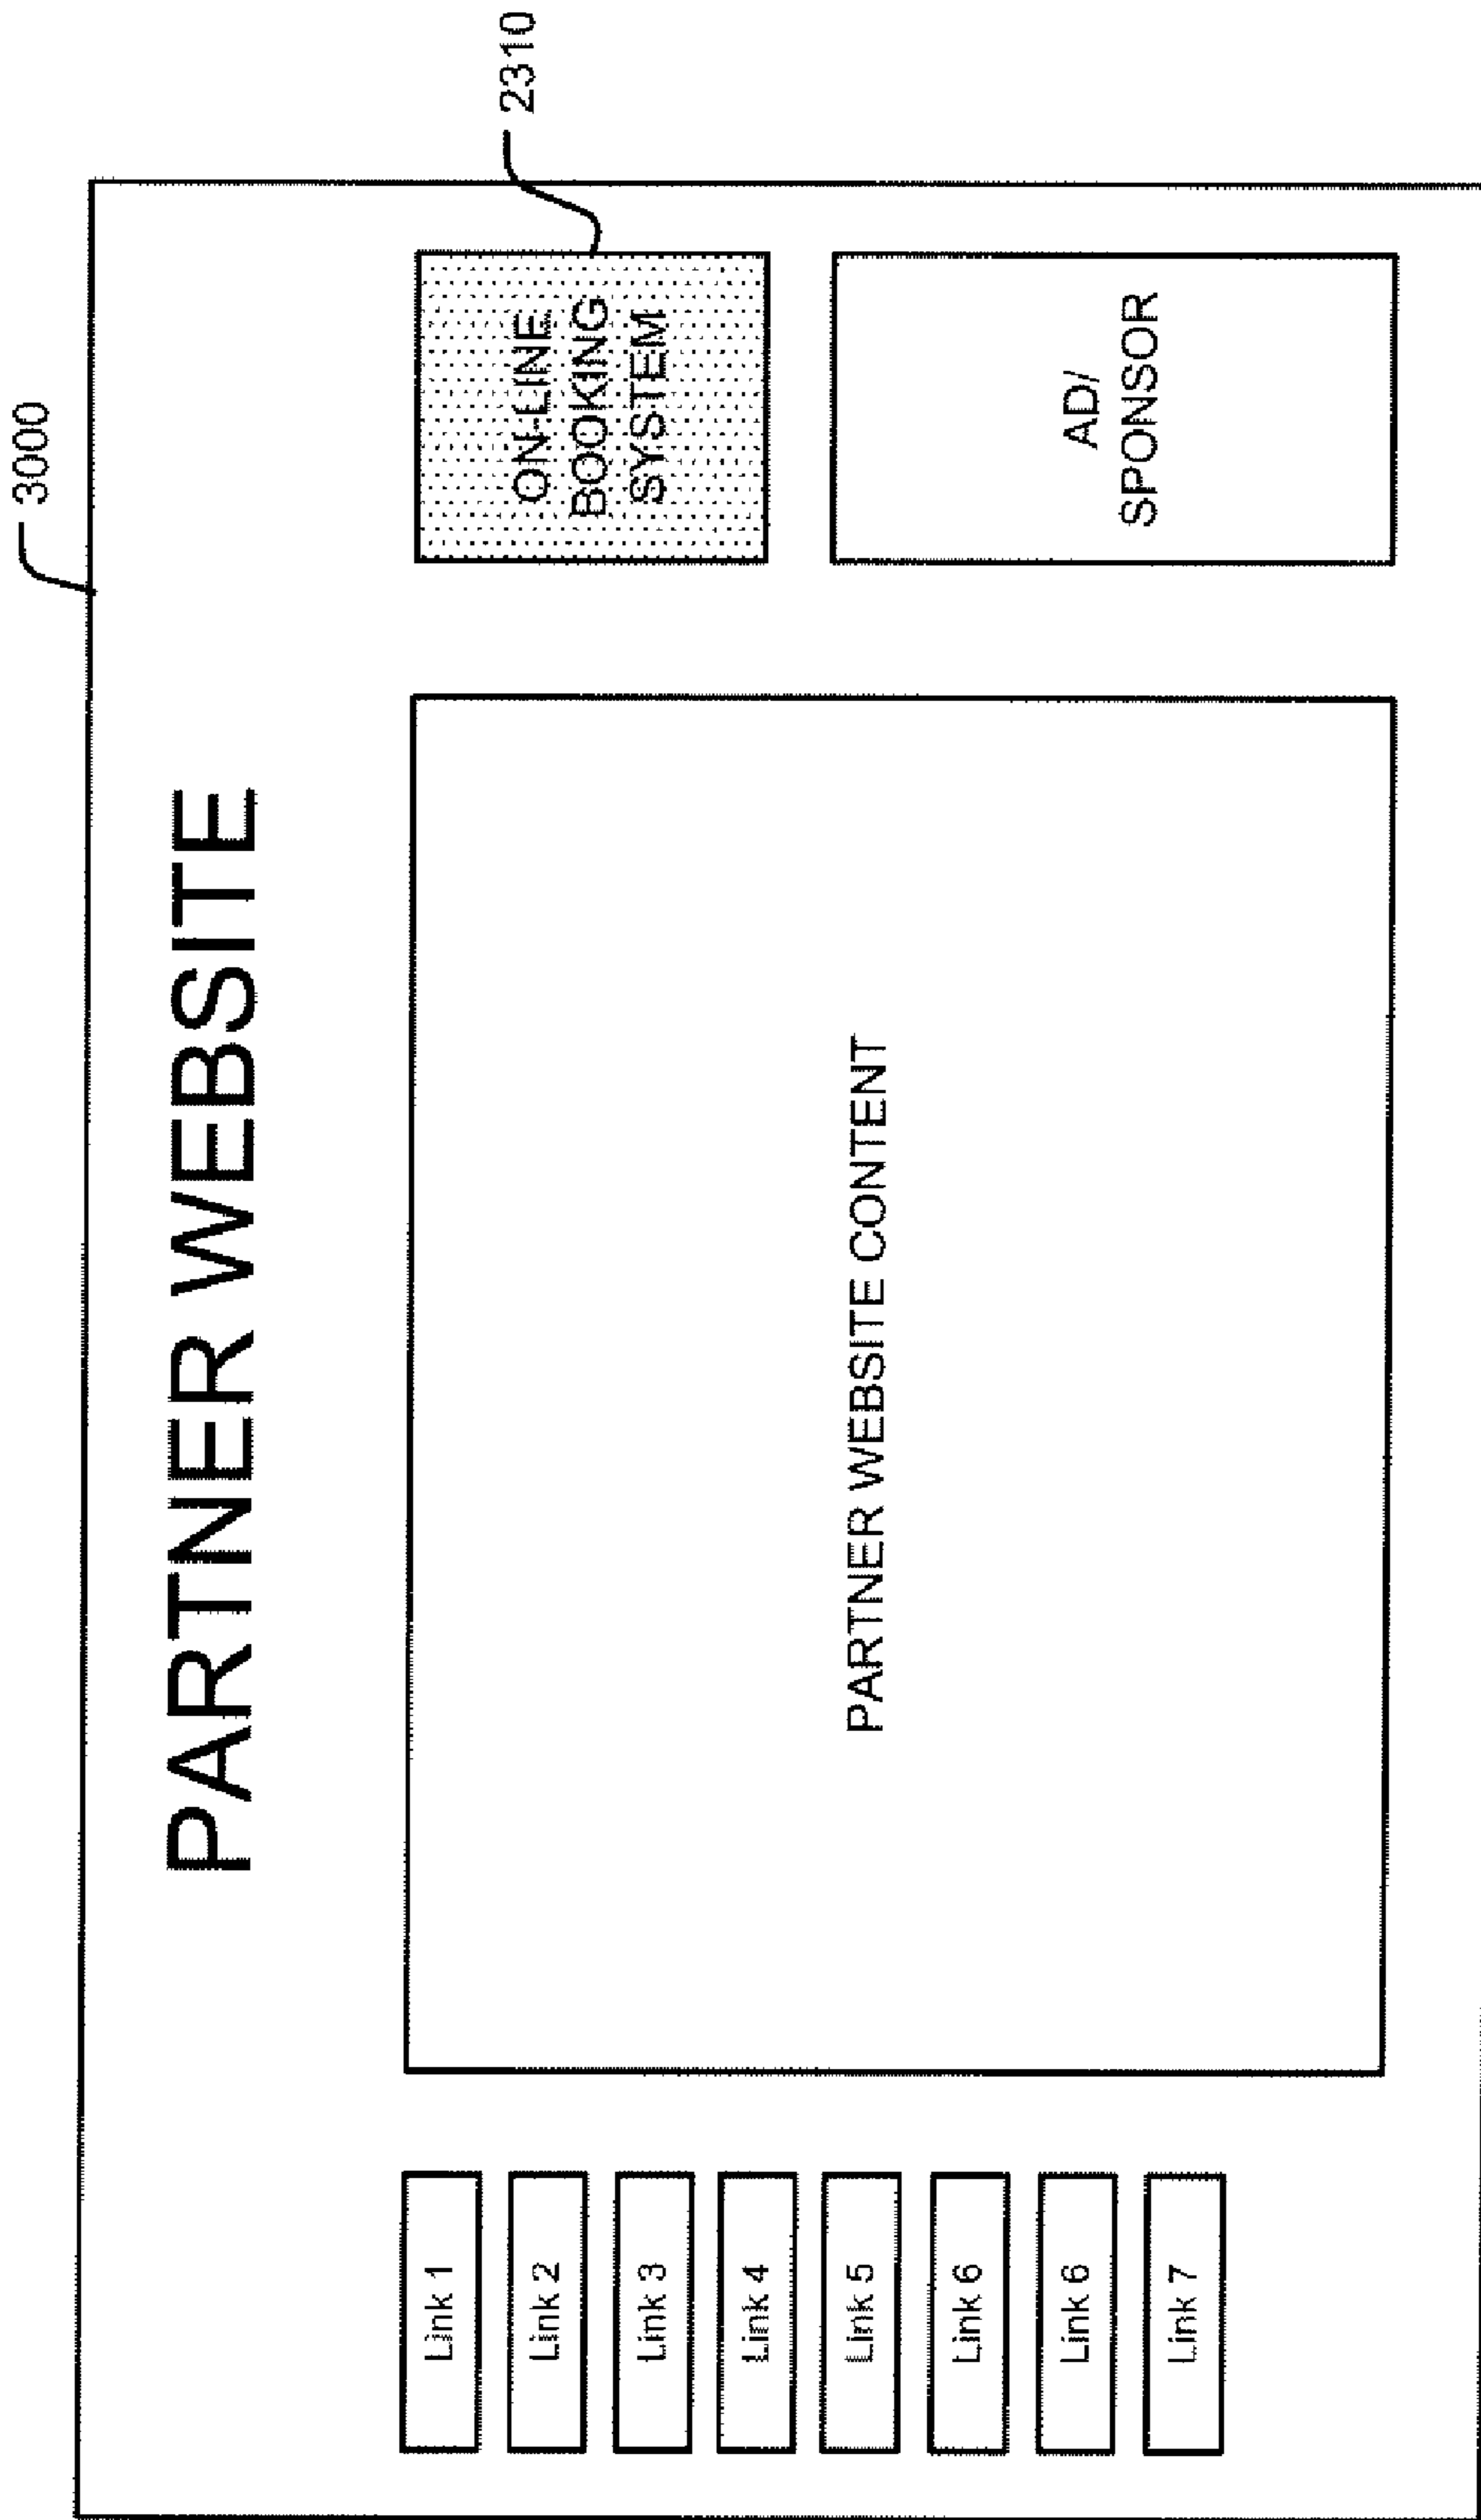 3000
PARTNER WEBSITE
2310
Link 1
Link 2
Link 3
Link 4
Link 5
Link 6
Link 6
Link 7
PARTNER WEBSITE CONTENT
ON-LINE
BOOKING
SYSTEM
AD/
SPONSOR